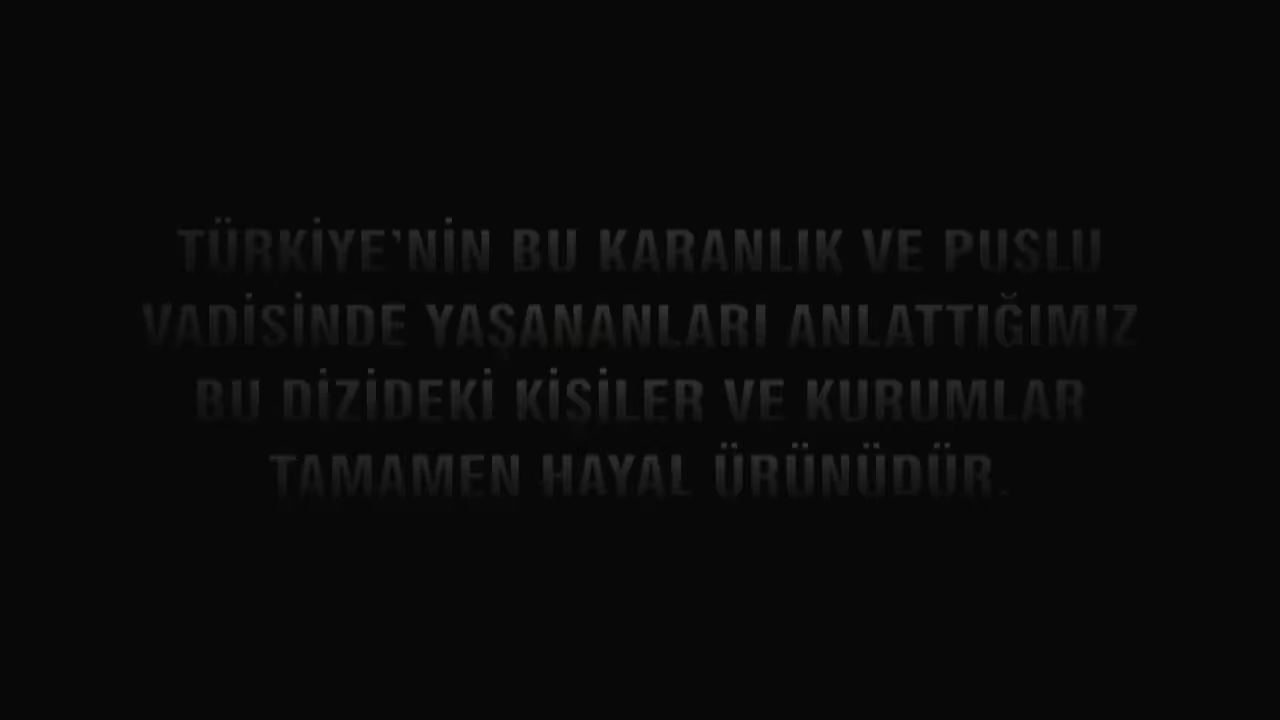 TÜRKİYE'NİN BU KARANLIK VE PUSLU
VADİSİNDE YAŞANANLARI ANLATTIĞIMIZ
BU DİZİDEKİ KİŞİLER VE KURUMLAR
TAMAMEN HAYAL ÜRÜNÜDÜR.